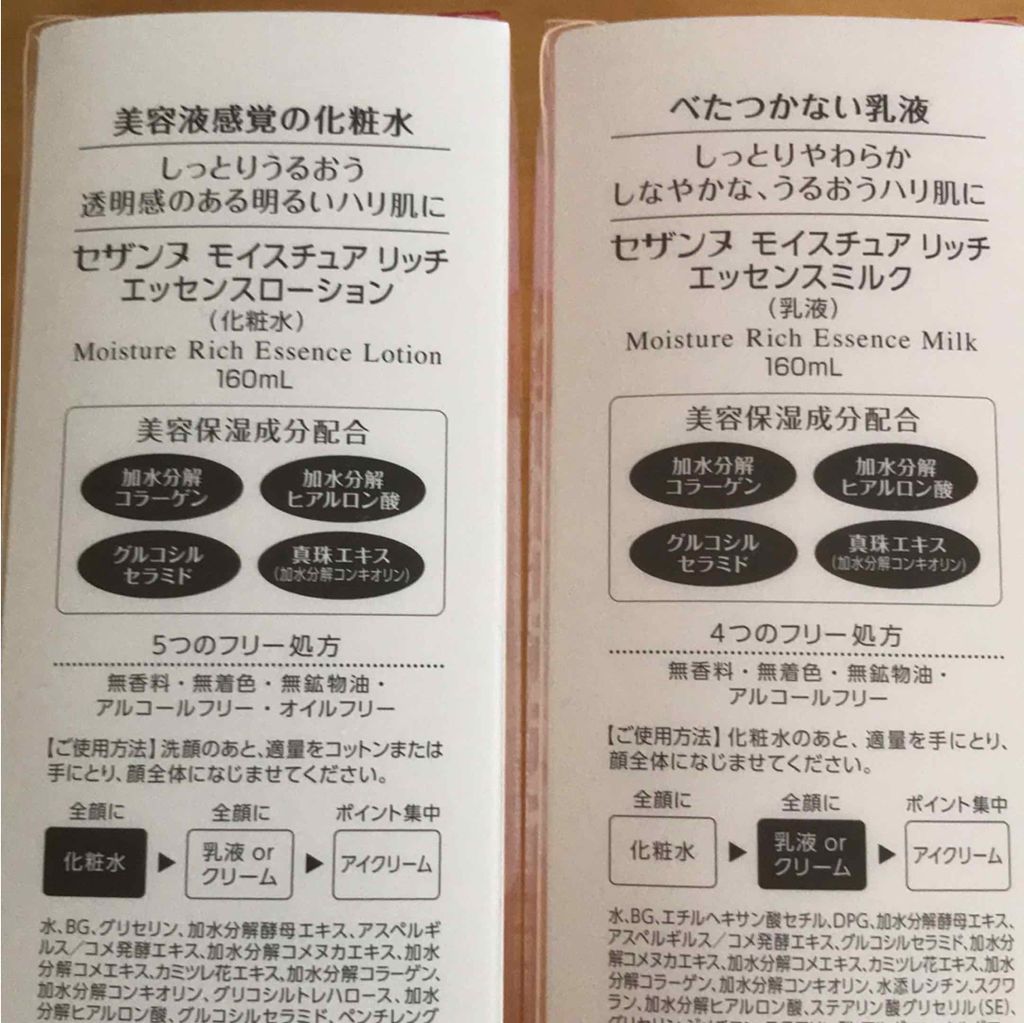 美容液感覚の化粧水
しっとりうるおう
透明感のある明るいハリ肌に
セザンヌ モイスチュア リッチ
エッセンスローション
(化粧水)
Moisture Rich Essence Lotion
160mL
美容保湿成分配合
加水分解
コラーゲン
加水分解
ヒアルロン酸
グルコシル
セラミド
真珠エキス
(加水分解コンキオリン)
5つのフリー処方
無香料・無着色・無鉱物油・
アルコールフリー・オイルフリー
【ご使用方法】洗顔のあと、適量をコットンまたは
手にとり、顔全体になじませてください。
全顔に
化粧水
▶
全顔に
乳液 or
クリーム
▶
ポイント集中
アイクリーム
水、BG、グリセリン、加水分解酵母エキス、アスペルギ
ルス/コメ発酵エキス、加水分解コメヌカエキス、加水
分解コメエキス、カミツレ花エキス、加水分解コラーゲン、
加水分解コンキオリン、グリコシルトレハロース、加水
分解ヒアルロン酸、グルコシルセラミド、ペンチレング
べたつかない乳液
しっとりやわらか
しなやかな、うるおうハリ肌に
セザンヌ モイスチュア リッチ
エッセンスミルク
(乳液)
Moisture Rich Essence Milk
160mL
美容保湿成分配合
加水分解
コラーゲン
加水分解
ヒアルロン酸
グルコシル
セラミド
真珠エキス
(加水分解コンキオリン)
4つのフリー処方
無香料・無着色・無鉱物油・
アルコールフリー
【ご使用方法】化粧水のあと、適量を手にとり、
顔全体になじませてください。
全顔に
化粧水
▶
全顔に
乳液 or
クリーム
▶
ポイント集中
アイクリーム
水、BG、エチルヘキサン酸セチル、DPG、加水分解酵母エキス、
アスペルギルス/コメ発酵エキス、グルコシルセラミド、加水分
解コメヌカエキス、加水分解コメエキス、カミツレ花エキス、加水
分解コラーゲン、加水分解コンキオリン、水添レシチン、スクワ
ラン、加水分解ヒアルロン酸、ステアリン酸グリセリル(SE)、